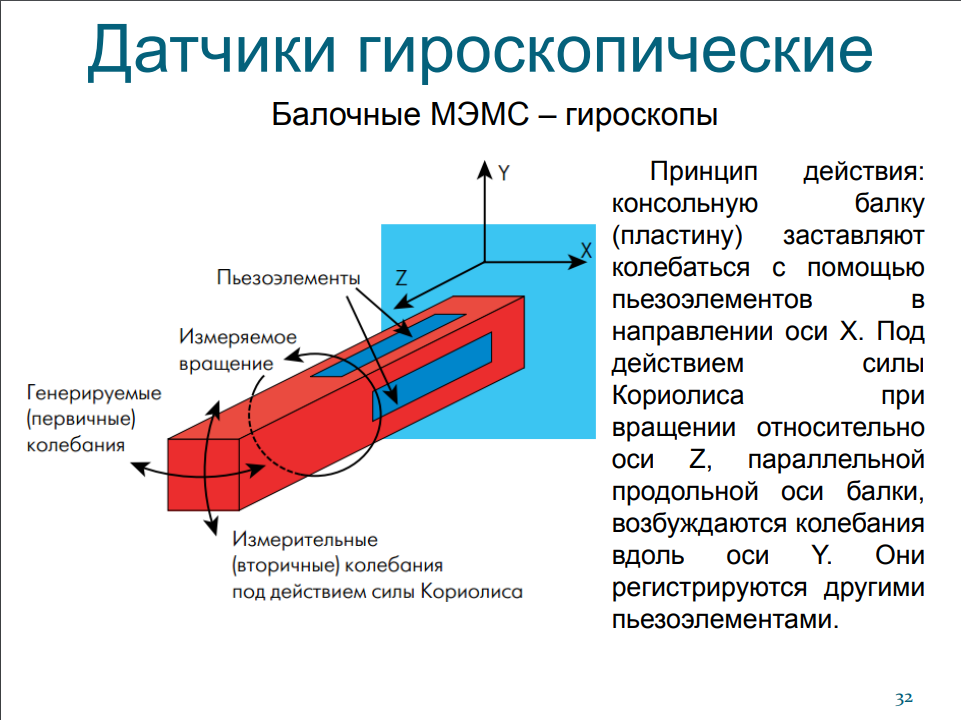 Датчики гироскопические
Балочные МЭМС – гироскопы
Y
X
Z
Пьезоэлементы
Измеряемое
вращение
Генерируемые
(первичные)
колебания
Измерительные
(вторичные) колебания
под действием силы Кориолиса
Принцип действия:
консольную балку
(пластину) заставляют
колебаться с помощью
пьезоэлементов в
направлении оси X. Под
действием силы
Кориолиса при
вращении относительно
оси Z, параллельной
продольной оси балки,
возбуждаются колебания
вдоль оси Y. Они
регистрируются другими
пьезоэлементами.
32